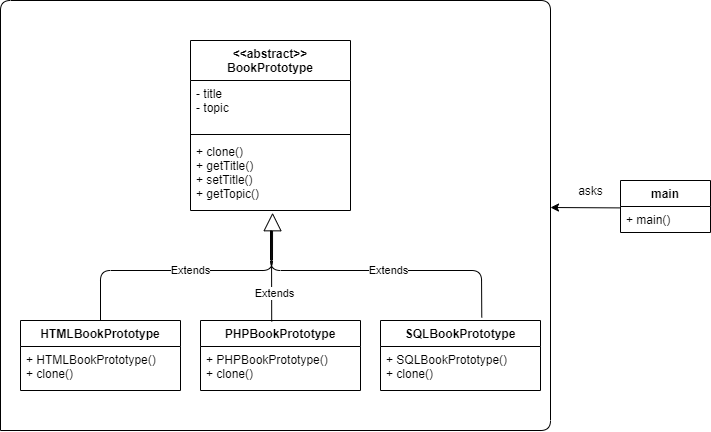 <<abstract>>
BookPrototype
- title
- topic
+ clone()
+ getTitle()
+ setTitle()
+ getTopic()
asks
main
+ main()
Extends
Extends
Extends
HTMLBookPrototype
+ HTMLBookPrototype()
+ clone()
PHPBookPrototype
+ PHPBookPrototype()
+ clone()
SQLBookPrototype
+ SQLBookPrototype()
+ clone()